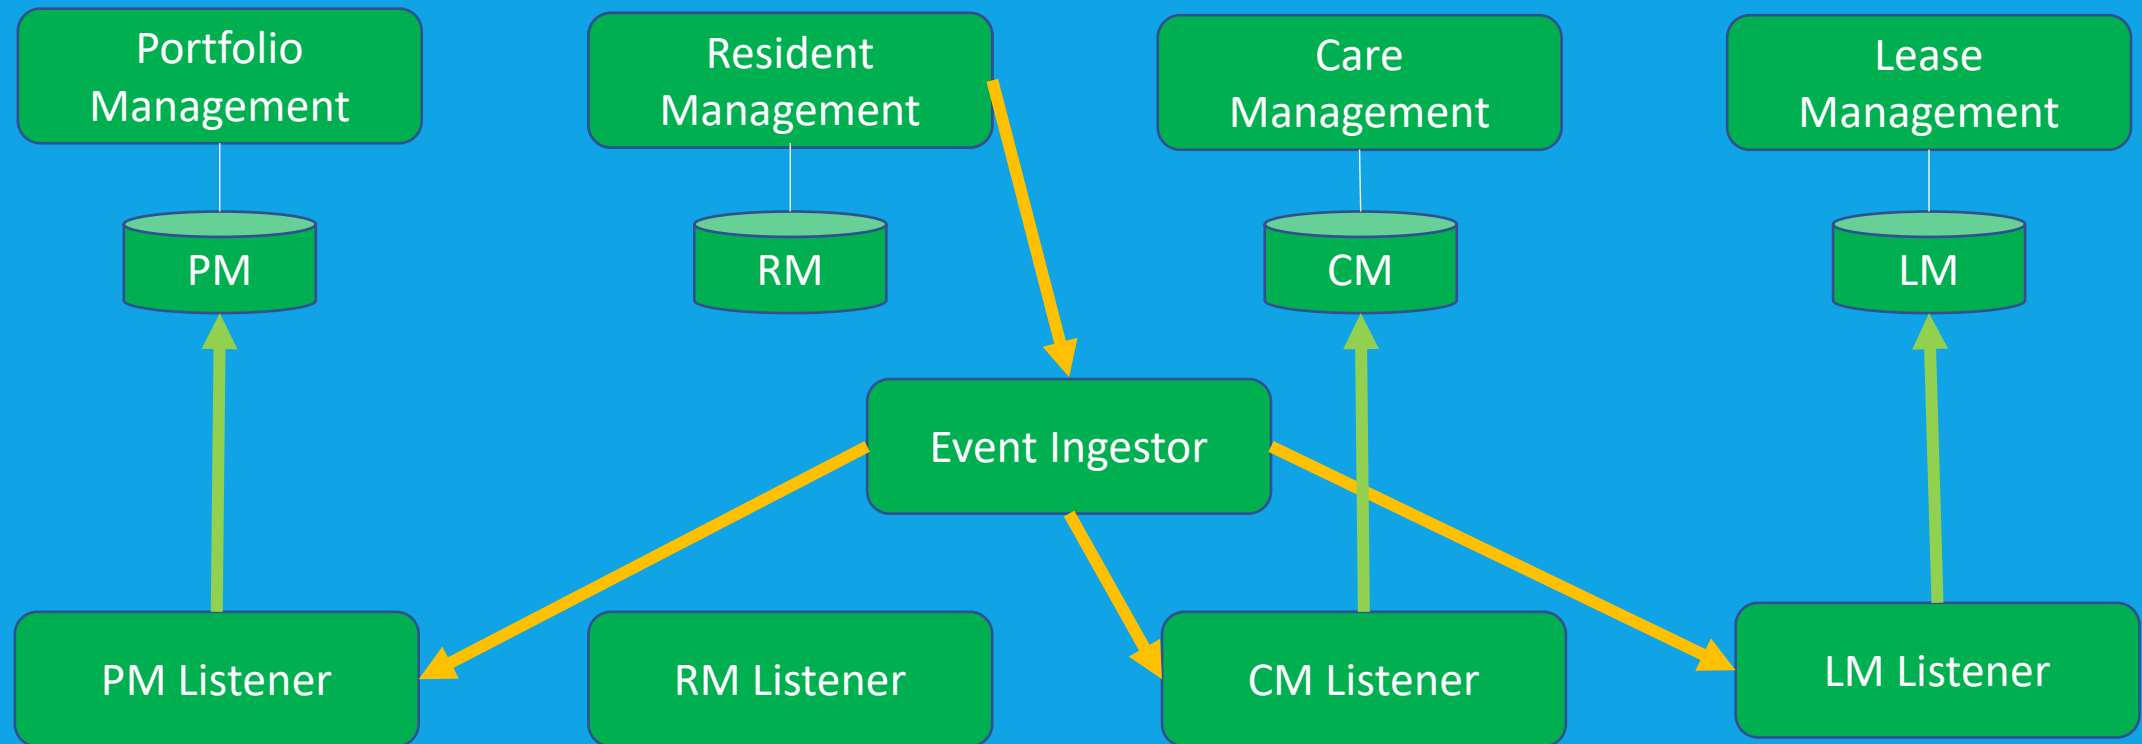 Portfolio
Management
Resident
Management
Care
Management
Lease
Management
PM
RM
CM
LM
Event Ingestor
PM Listener
RM Listener
CM Listener
LM Listener